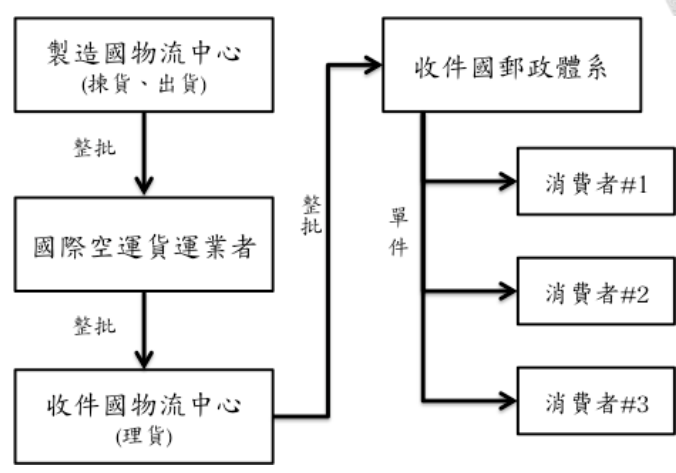 製造國物流中心
(揀貨、出貨)
整批
國際空運貨運業者
整批
收件國物流中心
(理貨)
整批
收件國郵政體系
單件
消費者#1
消費者#2
消費者#3